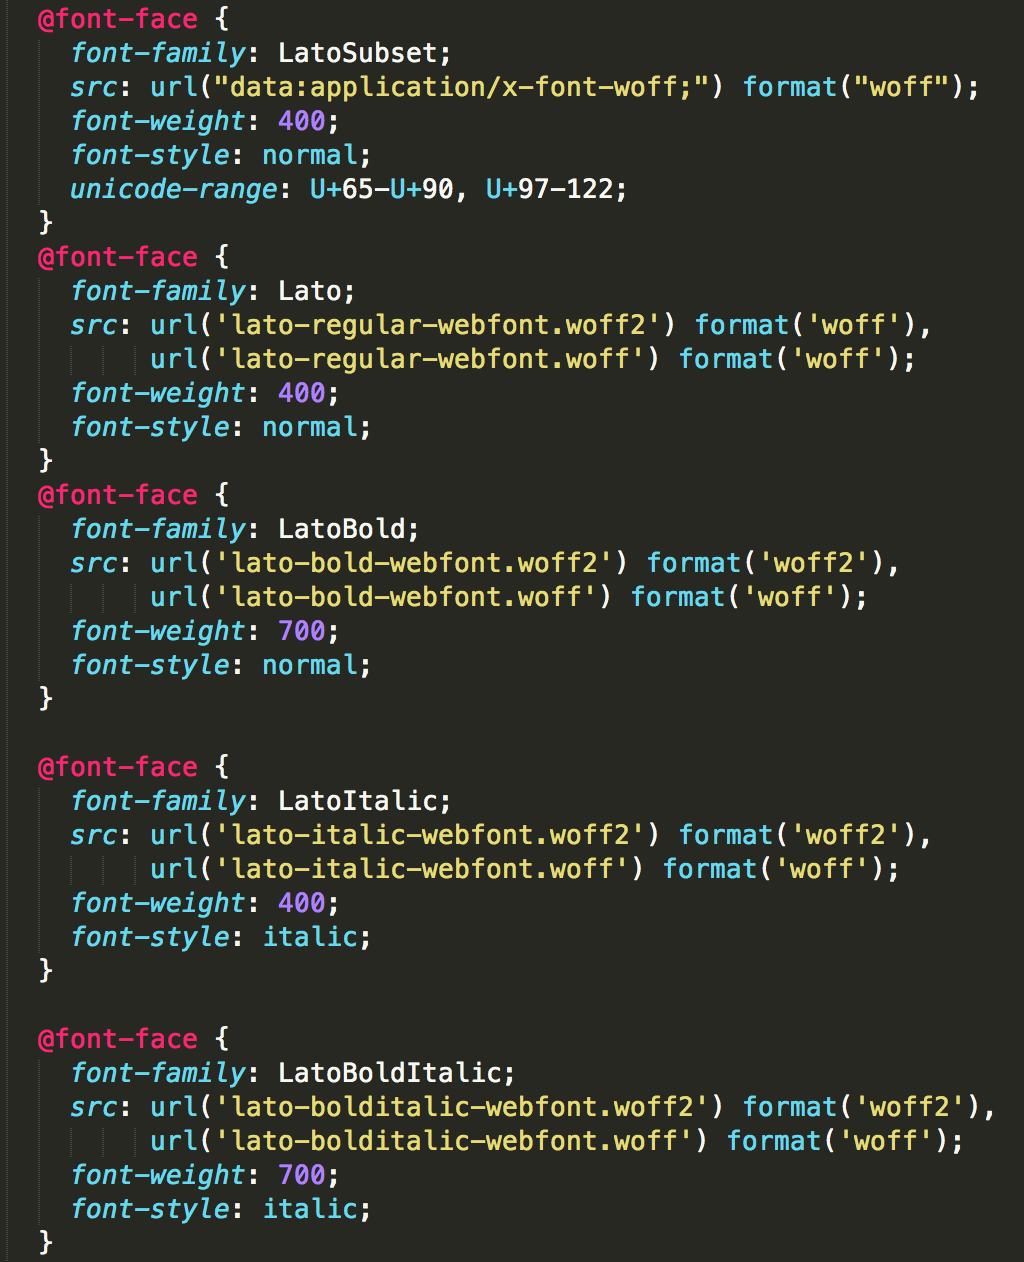 @font-face {
font-family: LatoSubset;
src: url("data:application/x-font-woff;") format("woff");
font-weight: 400;
font-style: normal;
unicode-range: U+65-U+90, U+97-122;
}
@font-face {
font-family: Lato;
src: url('lato-regular-webfont.woff2') format('woff'),
url('lato-regular-webfont.woff') format('woff');
font-weight: 400;
font-style: normal;
}
@font-face {
font-family: LatoBold;
src: url('lato-bold-webfont.woff2') format('woff2'),
url('lato-bold-webfont.woff') format('woff');
font-weight: 700;
font-style: normal;
}
@font-face {
font-family: LatoItalic;
src: url('lato-italic-webfont.woff2') format('woff2'),
url('lato-italic-webfont.woff') format('woff');
font-weight: 400;
font-style: italic;
}
@font-face {
font-family: LatoBoldItalic;
src: url('lato-bolditalic-webfont.woff2') format('woff2'),
url('lato-bolditalic-webfont.woff') format('woff');
font-weight: 700;
font-style: italic;
}